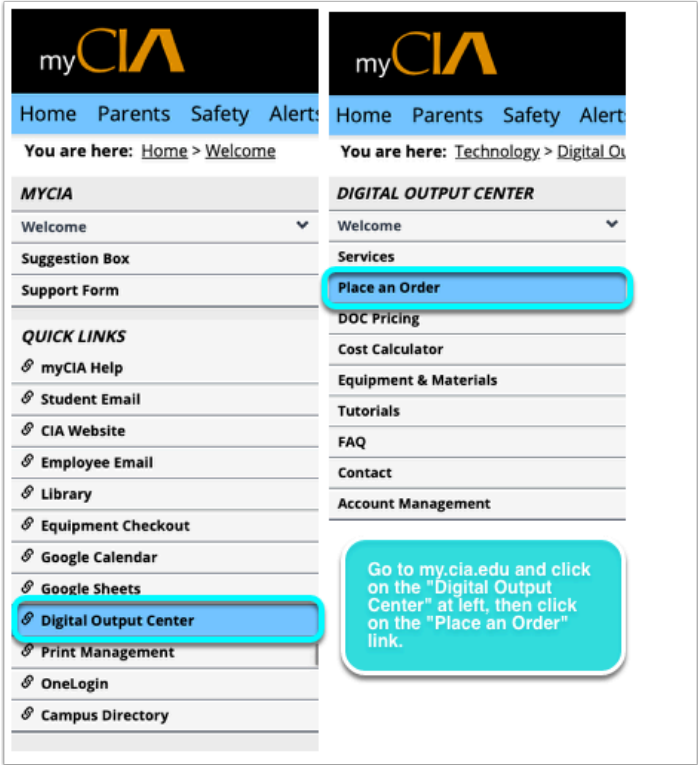 myCIA
Home Parents Safety Alerts
You are here: Home > Welcome
MYCIA
Welcome
Suggestion Box
Support Form
QUICK LINKS
myCIA Help
Student Email
CIA Website
Employee Email
Library
Equipment Checkout
Google Calendar
Google Sheets
Digital Output Center
Print Management
OneLogin
Campus Directory
myCIA
Home Parents Safety Alert
You are here: Technology > Digital Ou
DIGITAL OUTPUT CENTER
Welcome
Services
Place an Order
DOC Pricing
Cost Calculator
Equipment & Materials
Tutorials
FAQ
Contact
Account Management
Go to my.cia.edu and click
on the "Digital Output
Center" at left, then click
on the "Place an Order"
link.